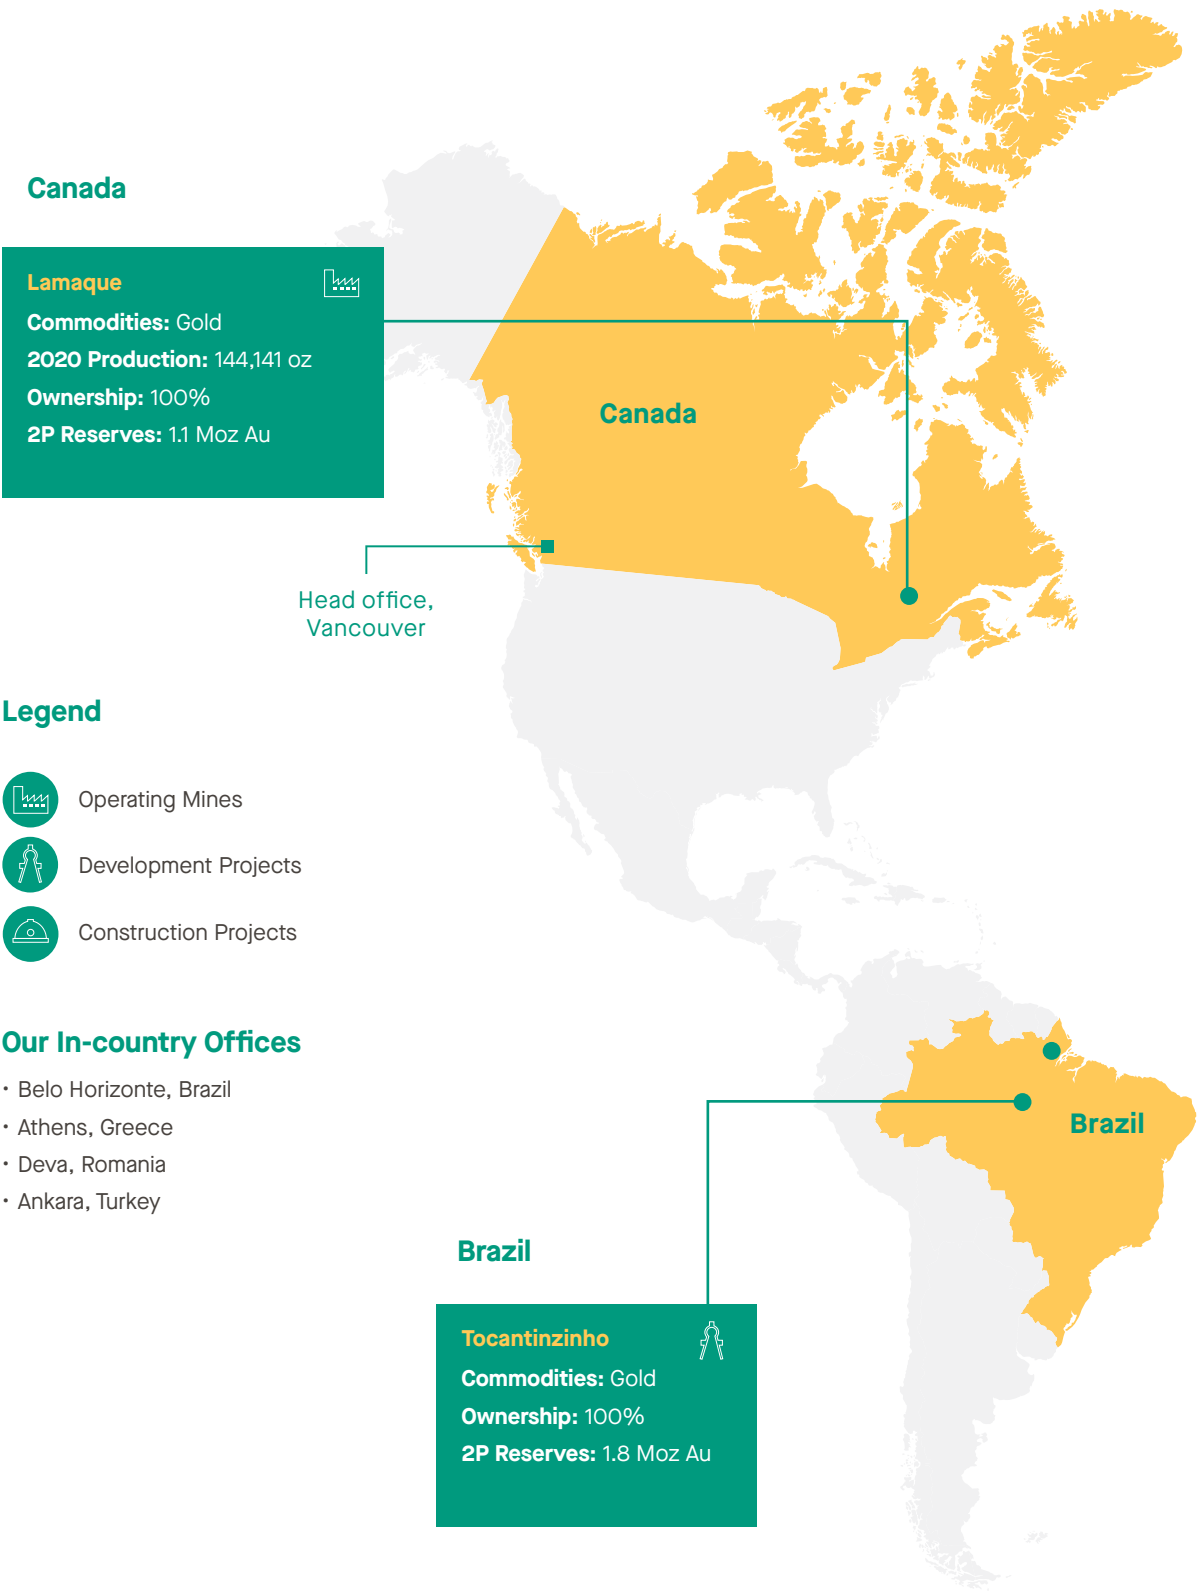 Canada
Lamaque
Commodities: Gold
2020 Production: 144,141 oz
Ownership: 100%
2P Reserves: 1.1 Moz Au
Canada
Head office,
Vancouver
Legend
Operating Mines
Development Projects
Construction Projects
Our In-country Offices
• Belo Horizonte, Brazil
• Athens, Greece
• Deva, Romania
• Ankara, Turkey
Brazil
Brazil
Tocantinzinho
Commodities: Gold
Ownership: 100%
2P Reserves: 1.8 Moz Au